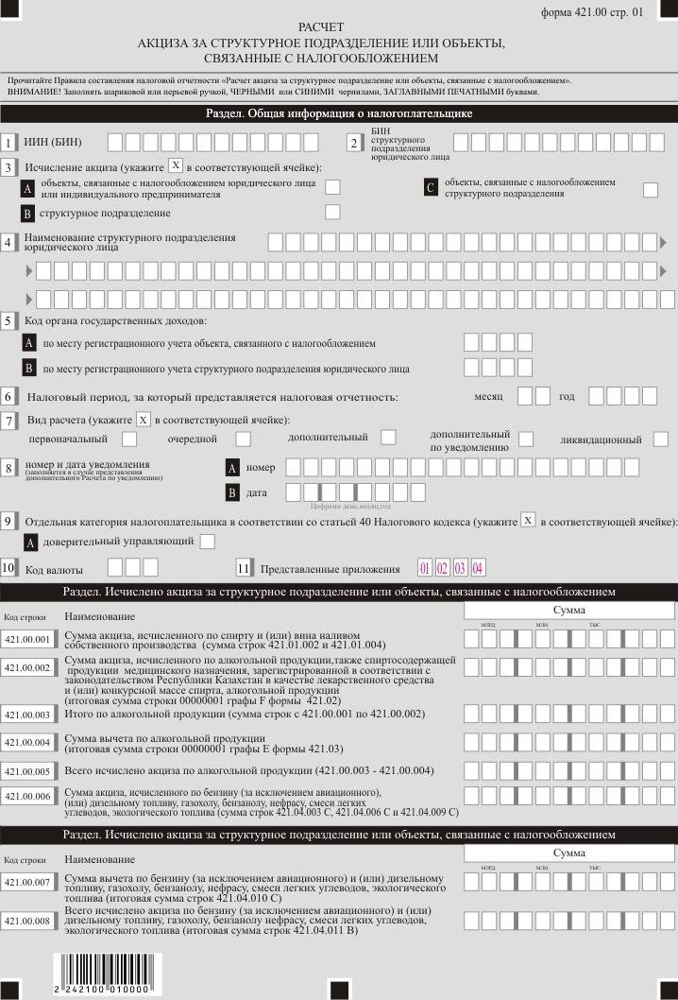 форма 421.00 стр. 01
РАСЧЕТ
АКЦИЗА ЗА СТРУКТУРНОЕ ПОДРАЗДЕЛЕНИЕ ИЛИ ОБЪЕКТЫ,
СВЯЗАННЫЕ С НАЛОГООБЛОЖЕНИЕМ
Прочитайте Правила составления налоговой отчетности «Расчет акциза за структурное подразделение или объекты, связанные с налогообложением».
ВНИМАНИЕ! Заполнять шариковой или перьевой ручкой, ЧЕРНЫМИ или СИНИМИ чернилами, ЗАГЛАВНЫМИ ПЕЧАТНЫМИ буквами.
Раздел. Общая информация о налогоплательщике
1 ИИН (БИН)
2 БИН
структурного
подразделения
юридического лица
3 Исчисление акциза (укажите X в соответствующей ячейке):
A объекты, связанные с налогообложением юридического лица
или индивидуального предпринимателя
C объекты, связанные с налогообложением
структурного подразделения
B структурное подразделение
4 Наименование структурного подразделения
юридического лица
5 Код органа государственных доходов:
A по месту регистрационного учета объекта, связанного с налогообложением
B по месту регистрационного учета структурного подразделения юридического лица
6 Налоговый период, за который представляется налоговая отчетность: месяц год
7 Вид расчета (укажите X в соответствующей ячейке):
первоначальный очередной дополнительный дополнительный
по уведомлению ликвидационный
8 номер и дата уведомления
(заполняется в случае представления
дополнительного Расчета по уведомлению)
A номер
B дата
Цифрами день,месяц,год
9 Отдельная категория налогоплательщика в соответствии со статьей 40 Налогового кодекса (укажите X в соответствующей ячейке):
A доверительный управляющий
10 Код валюты 11 Представленные приложения 01 02 03 04
Раздел. Исчислено акциза за структурное подразделение или объекты, связанные с налогообложением
Код строки Наименование Сумма
МЛРД. МЛН. ТЫС.
421.00.001 Сумма акциза, исчисленного по спирту и (или) вина наливом
собственного производства (сумма строк 421.01.002 и 421.01.004)
421.00.002 Сумма акциза, исчисленного по алкогольной продукции,также спиртосодержащей
продукции медицинского назначения, зарегистрированной в соответствии с
законодательством Республики Казахстан в качестве лекарственного средства
и (или) конкурсной массе спирта, алкогольной продукции
(итоговая сумма строки 00000001 графы F формы 421.02)
421.00.003 Итого по алкогольной продукции (сумма строк с 421.00.001 по 421.00.002)
421.00.004 Сумма вычета по алкогольной продукции
(итоговая сумма строки 00000001 графы E формы 421.03)
421.00.005 Всего исчислено акциза по алкогольной продукции (421.00.003 - 421.00.004)
421.00.006 Сумма акциза, исчисленного по бензину (за исключением авиационного),
(или) дизельному топливу, газохолу, бензанолу, нефрасу, смеси легких
углеводов, экологического топлива (сумма строк 421.04.003 С, 421.04.006 С и 421.04.009 С)
Раздел. Исчислено акциза за структурное подразделение или объекты, связанные с налогообложением
Код строки Наименование Сумма
МЛРД. МЛН. ТЫС.
421.00.007 Сумма вычета по бензину (за исключением авиационного) и (или) дизельному
топливу, газохолу, бензанолу, нефрасу, смеси легких углеводов, экологического
топлива (итоговая сумма строк 421.04.010 С)
421.00.008 Всего исчислено акциза по бензину (за исключением авиационного) и (или)
дизельному топливу, газохолу, бензанолу нефрасу, смеси легких углеводов,
экологического топлива (итоговая сумма строк 421.04.011 В)
2 242100 010000